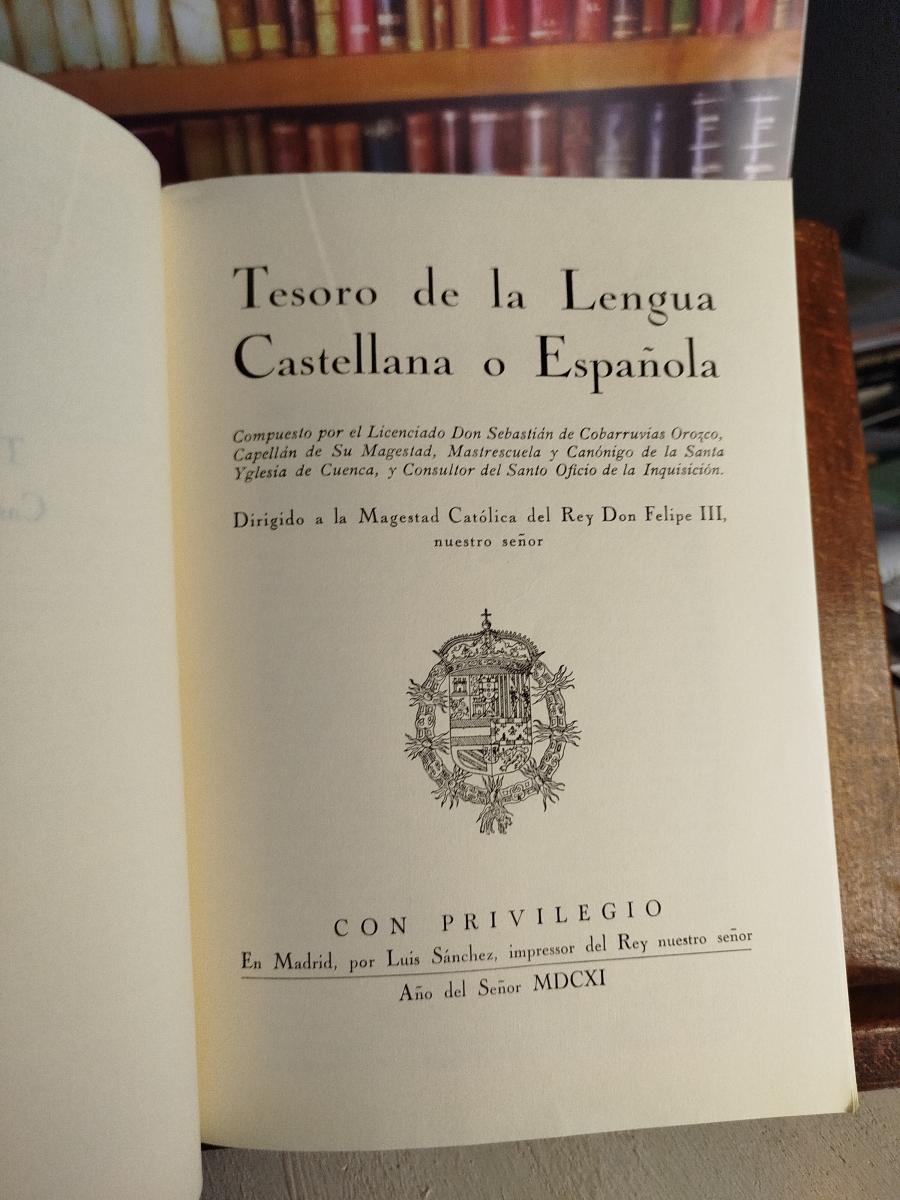 Tesoro de la Lengua
Castellana o Española
Compuesto por el Licenciado Don Sebastián de Cobarruvias Orozco,
Capellán de Su Magestad, Mastrescuela y Canónigo de la Santa
Yglesia de Cuenca, y Consultor del Santo Oficio de la Inquisición.
Dirigido a la Magestad Católica del Rey Don Felipe III,
nuestro señor
CON PRIVILEGIO
En Madrid, por Luis Sánchez, impressor del Rey nuestro señor
Año del Señor MDCXI